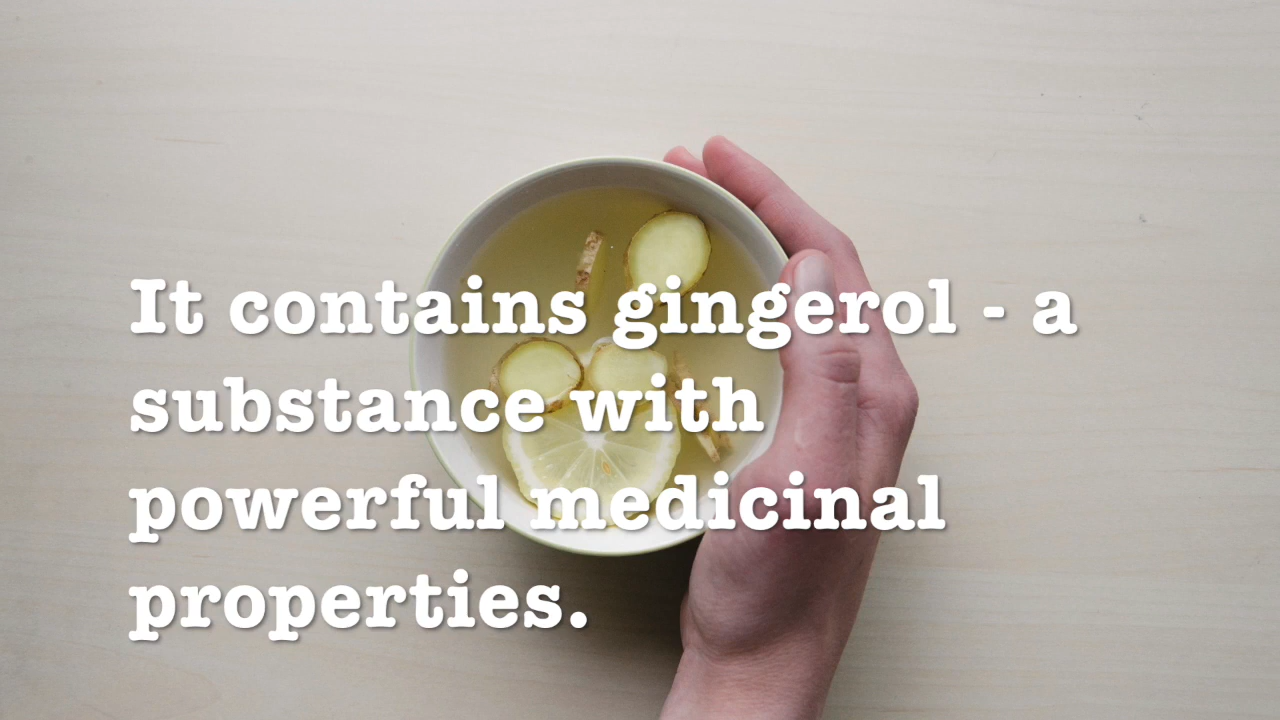 It contains gingerol - a
substance with
powerful medicinal
properties.